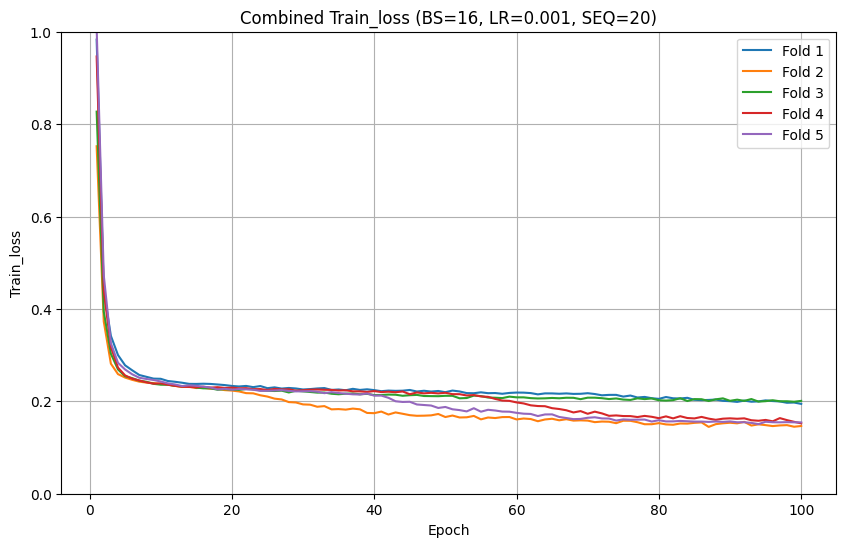 Combined Train_loss (BS=16, LR=0.001, SEQ=20)
Fold 1
Fold 2
Fold 3
Fold 4
Fold 5
Train_loss
1.0
0.8
0.6
0.4
0.2
0.0
0 20 40 60 80 100
Epoch